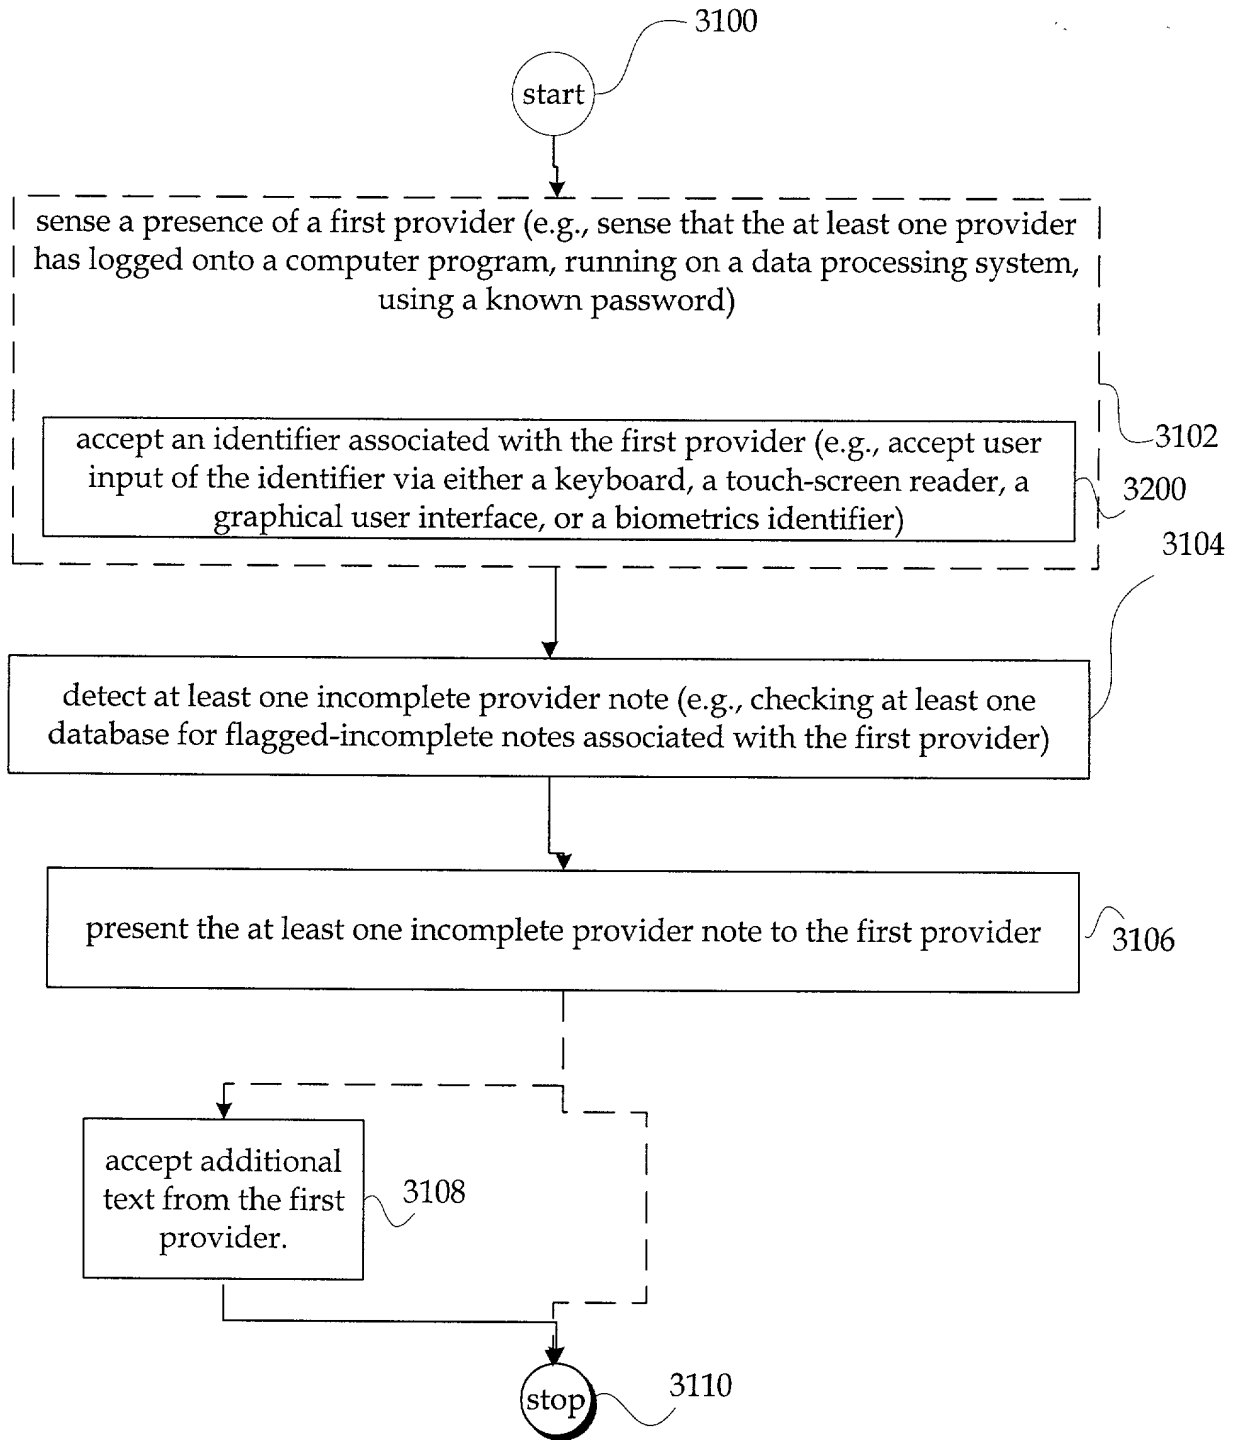 3100
start
sense a presence of a first provider (e.g., sense that the at least one provider
has logged onto a computer program, running on a data processing system,
using a known password)
accept an identifier associated with the first provider (e.g., accept user
input of the identifier via either a keyboard, a touch-screen reader, a
graphical user interface, or a biometrics identifier)
3102
3200
3104
detect at least one incomplete provider note (e.g., checking at least one
database for flagged-incomplete notes associated with the first provider)
present the at least one incomplete provider note to the first provider
3106
accept additional
text from the first
provider.
3108
stop
3110